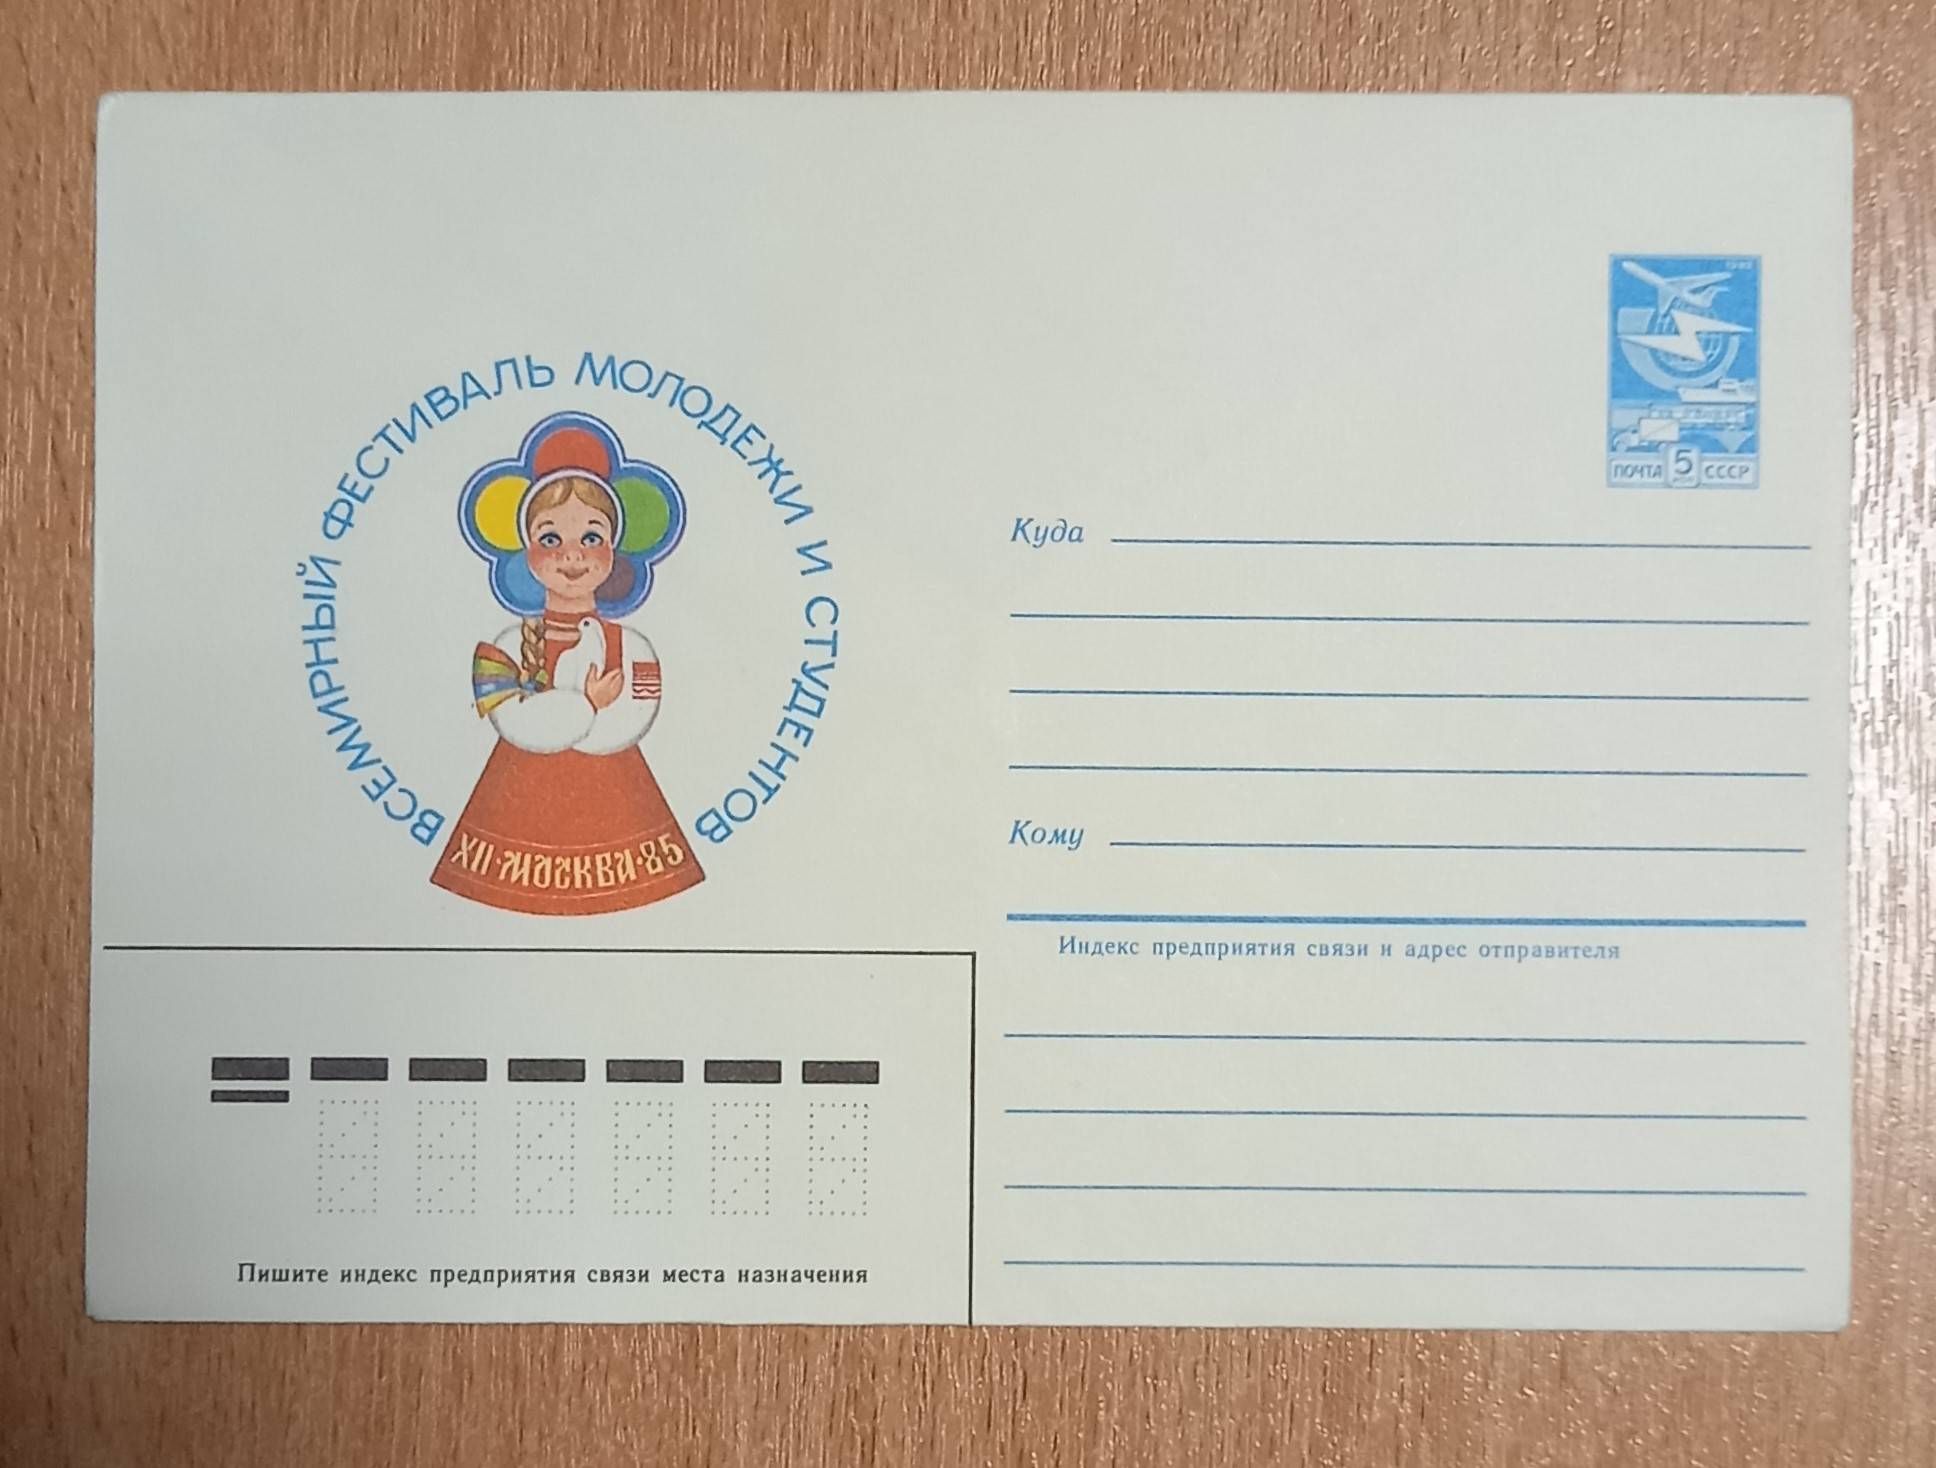 ВСЕМИРНЫЙ ФЕСТИВАЛЬ МОЛОДЕЖИ И СТУДЕНТОВ
XII·МОСКВА·85
ПОЧТА 5 КОП СССР
Куда
Кому
Индекс предприятия связи и адрес отправителя
Пишите индекс предприятия связи места назначения